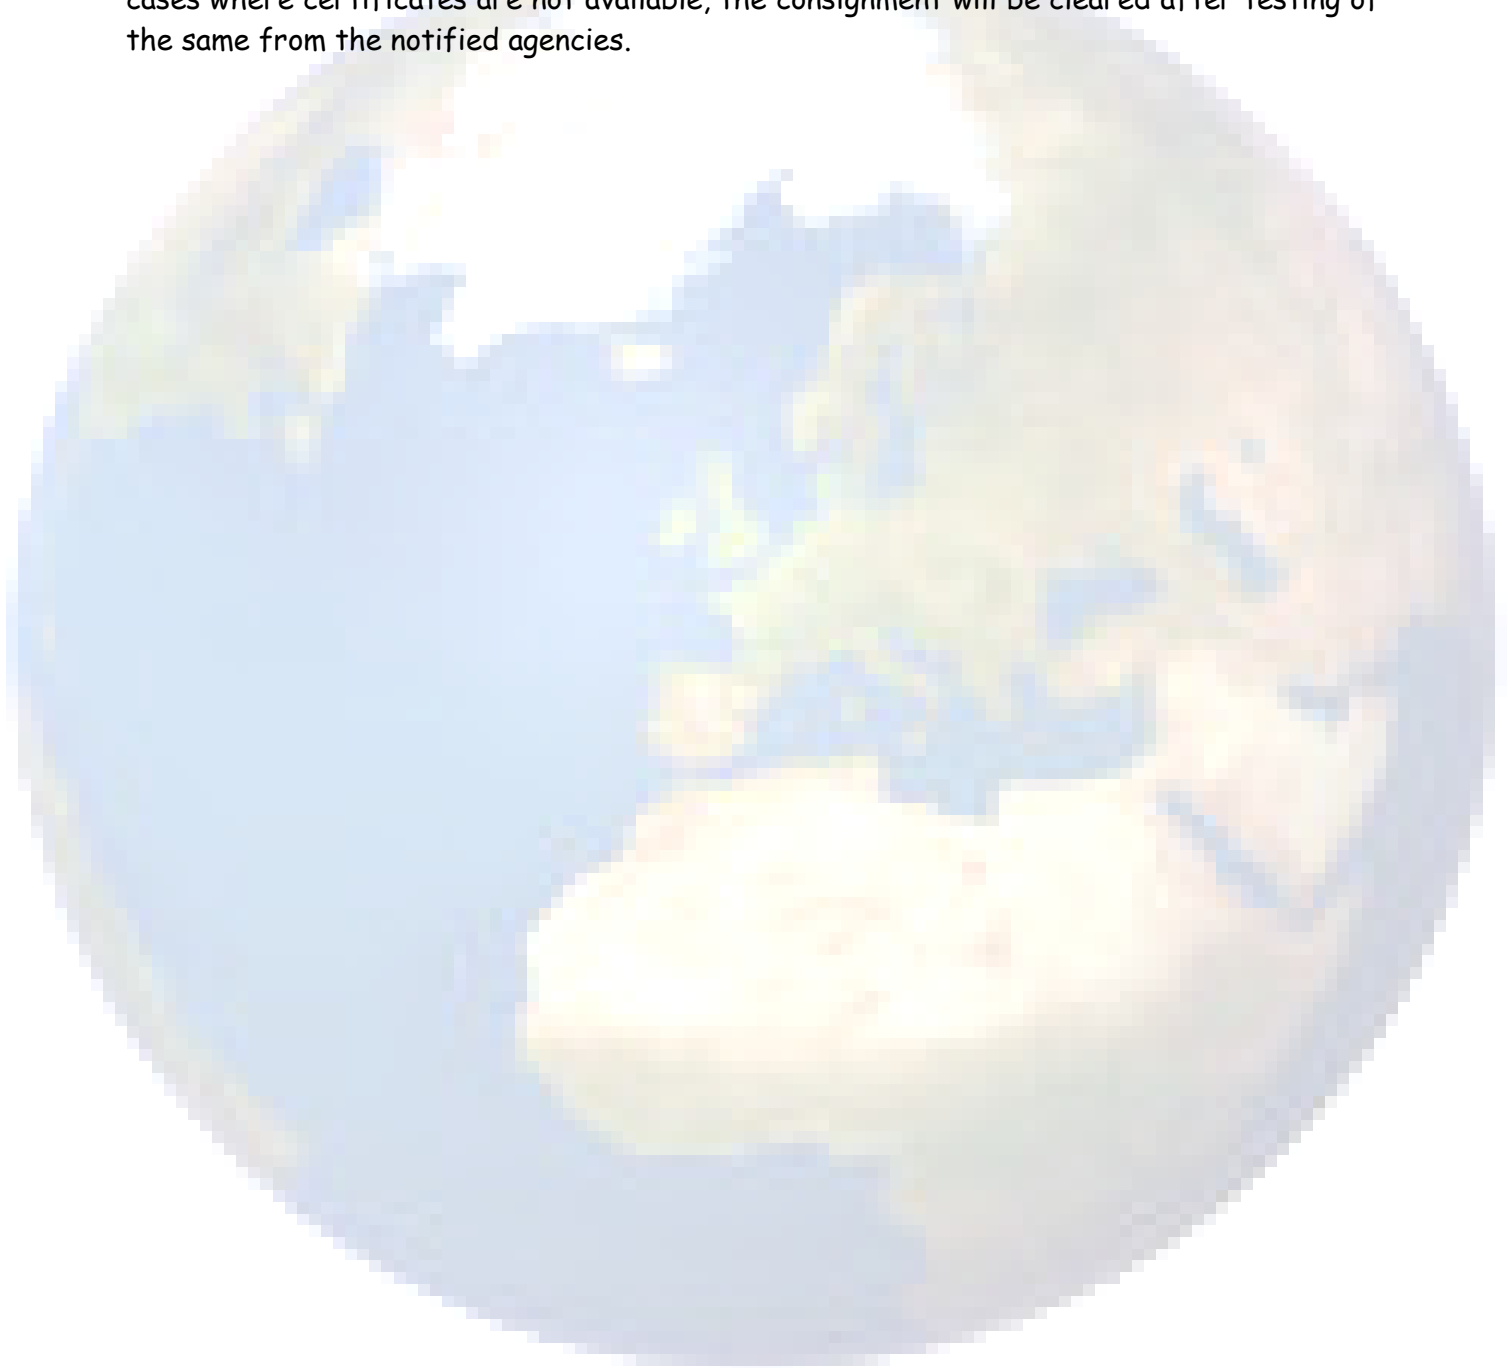 cases where certificates are not available, the consignment will be cleared after testing of
the same from the notified agencies.